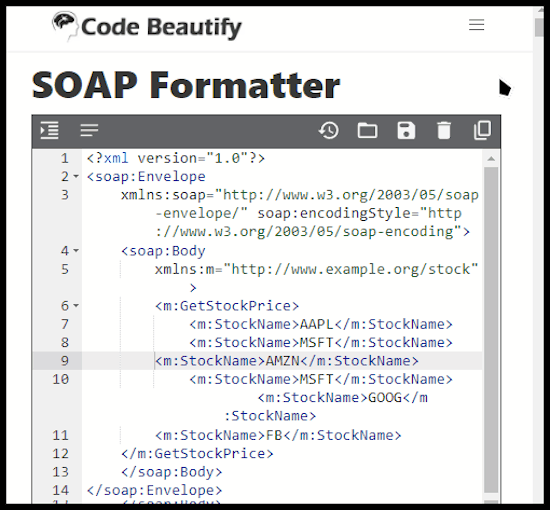 Code Beautify
SOAP Formatter
1 <?xml version="1.0"?>
2 <soap:Envelope
3 xmlns:soap="http://www.w3.org/2003/05/soap
-envelope/" soap:encodingStyle="http
://www.w3.org/2003/05/soap-encoding">
4 <soap:Body
5 xmlns:m="http://www.example.org/stock"
>
6 <m:GetStockPrice>
7 <m:StockName>AAPL</m:StockName>
8 <m:StockName>MSFT</m:StockName>
9 <m:StockName>AMZN</m:StockName>
10 <m:StockName>MSFT</m:StockName>
<m:StockName>GOOG</m
:StockName>
11 <m:StockName>FB</m:StockName>
12 </m:GetStockPrice>
13 </soap:Body>
14 </soap:Envelope>